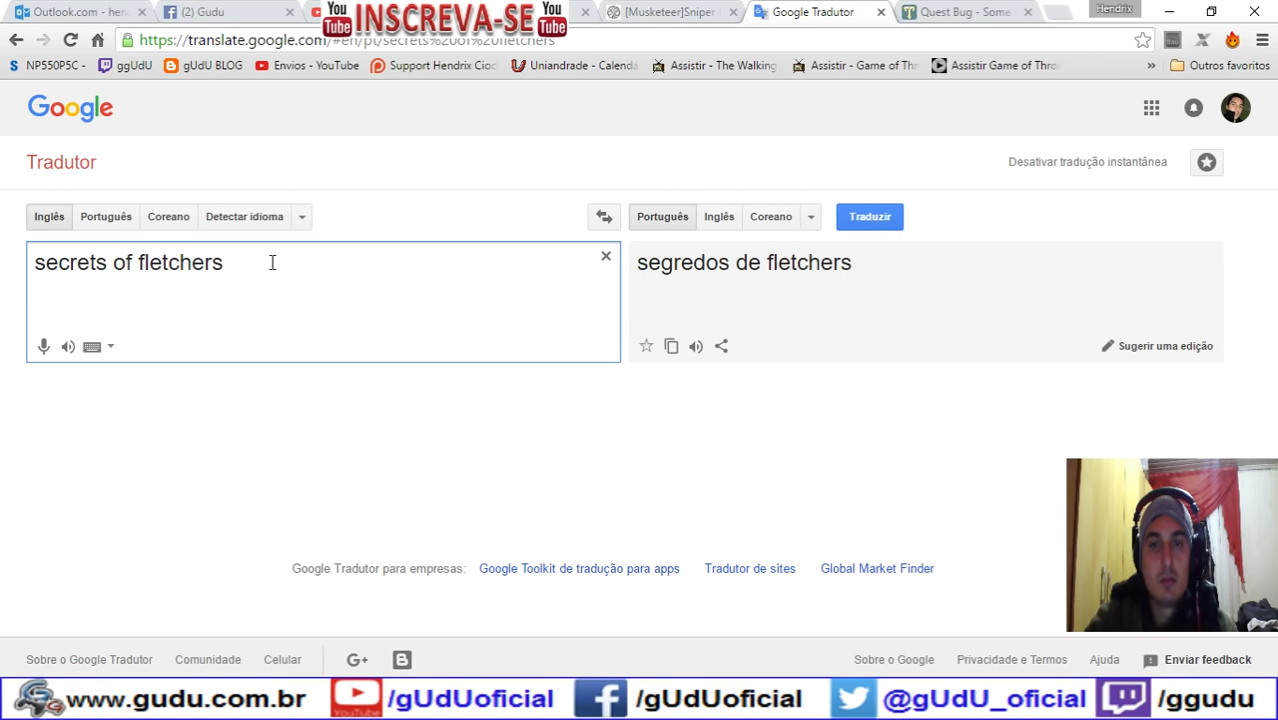 Outlook.com - hen
(2) Gudu
You Tube INSCREVA-SE You Tube
[Musketeer]Sniper
Google Tradutor
Quest Bug - Some
Hendrix
https://translate.google.com/#en/pt/secrets%20of%20fletchers
NP550P5C -
ggUdU
gUdU BLOG
Envios - YouTube
Support Hendrix Cioc
Uniandrade - Calendá
Assistir - The Walking
Assistir - Game of Thr
Assistir Game of Thro
» Outros favoritos
Google
Tradutor
Desativar tradução instantânea
Inglês Português Coreano Detectar idioma
Português Inglês Coreano Traduzir
secrets of fletchers
segredos de fletchers
Sugerir uma edição
Google Tradutor para empresas: Google Toolkit de tradução para apps Tradutor de sites Global Market Finder
Sobre o Google Tradutor Comunidade Celular G+ Sobre o Google Privacidade e Termos Ajuda Enviar feedback
www.gudu.com.br YouTube /gUdUoficial /gUdUoficial @gUdU_oficial /ggudu